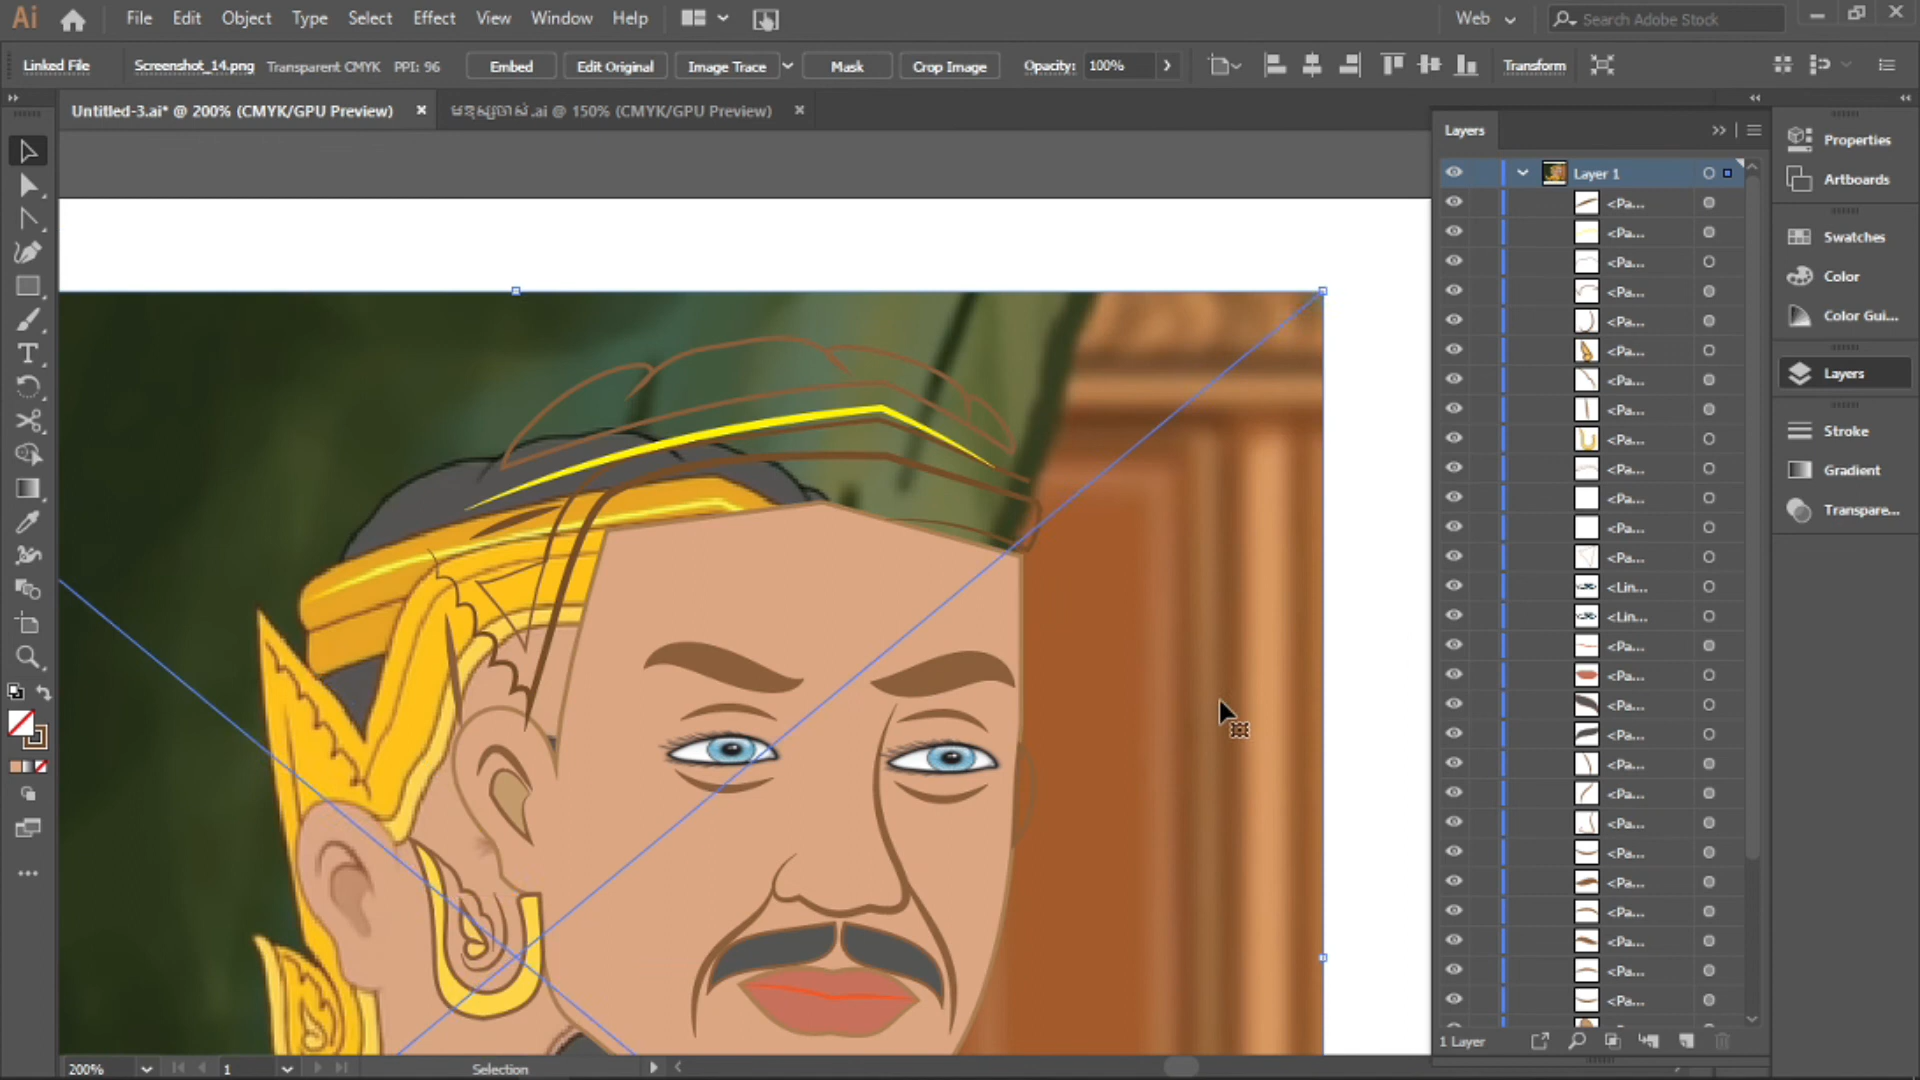 Ai File Edit Object Type Select Effect View Window Help Web Search Adobe Stock
Linked File Screenshot_14.png Transparent CMYK PPI: 96 Embed Edit Original Image Trace Mask Crop Image Opacity: 100% Transform
Untitled-3.ai* @ 200% (CMYK/GPU Preview) .ai @ 150% (CMYK/GPU Preview)
Layers
Layer 1
<Pa...
<Pa...
<Pa...
<Pa...
<Pa...
<Pa...
<Pa...
<Pa...
<Pa...
<Pa...
<Pa...
<Pa...
<Pa...
<Lin...
<Lin...
<Pa...
<Pa...
<Pa...
<Pa...
<Pa...
<Pa...
<Pa...
<Pa...
<Pa...
<Pa...
<Pa...
<Pa...
<Pa...
1 Layer
Properties
Artboards
Swatches
Color
Color Gui...
Layers
Stroke
Gradient
Transpare...
200% 1 Selection